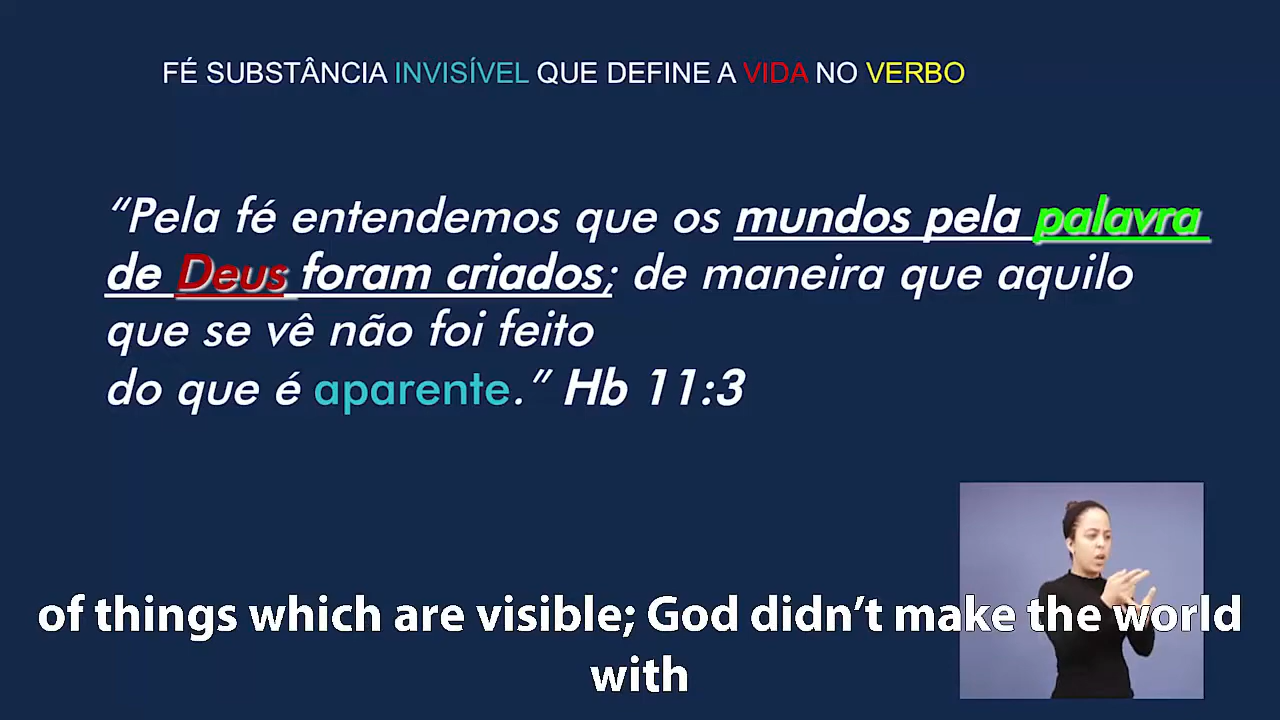 FÉ SUBSTÂNCIA INVISÍVEL QUE DEFINE A VIDA NO VERBO
“Pela fé entendemos que os mundos pela palavra
de Deus foram criados; de maneira que aquilo
que se vê não foi feito
do que é aparente.” Hb 11:3
of things which are visible; God didn’t make the world
with